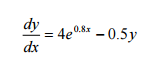 dy/dx = 4e^{0.8x} − 0.5y